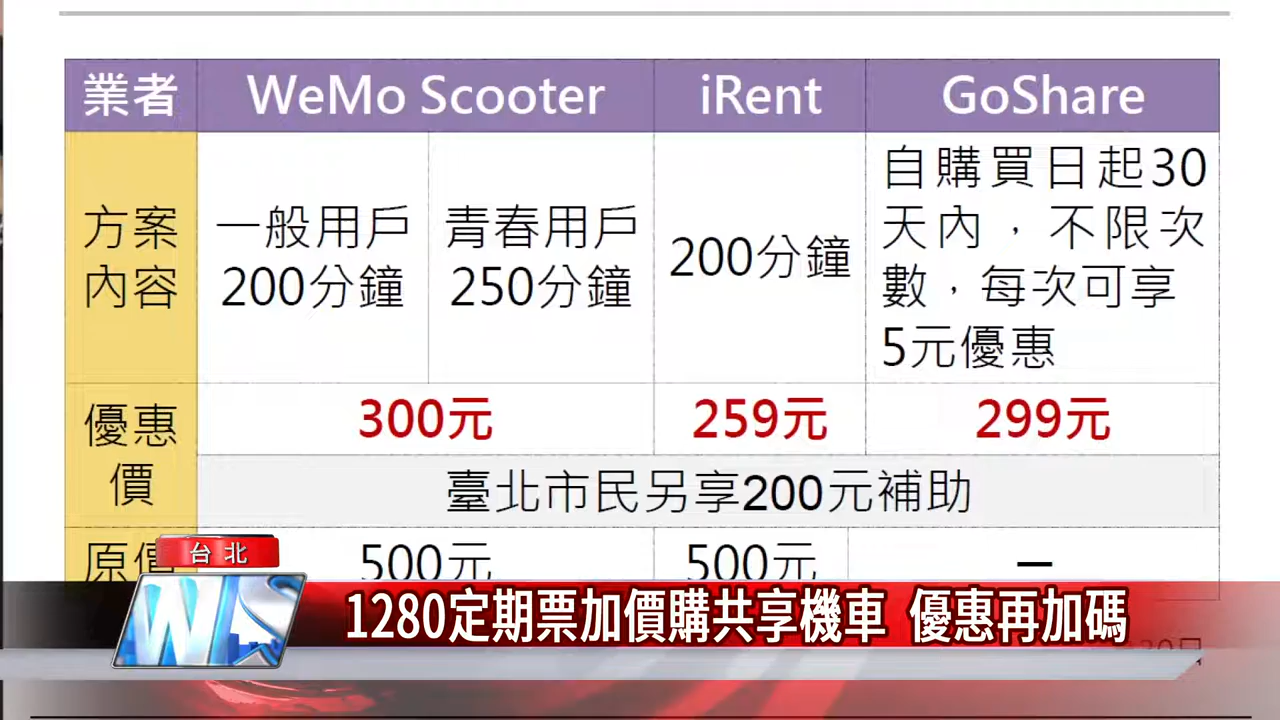 業者 WeMo Scooter iRent GoShare
方案
內容
一般用戶
200分鐘
青春用戶
250分鐘
200分鐘
自購買日起30
天內，不限次
數，每次可享
5元優惠
優惠
價
300元 259元 299元
臺北市民另享200元補助
原價 500元 500元 —
台北
WS
1280定期票加價購共享機車 優惠再加碼